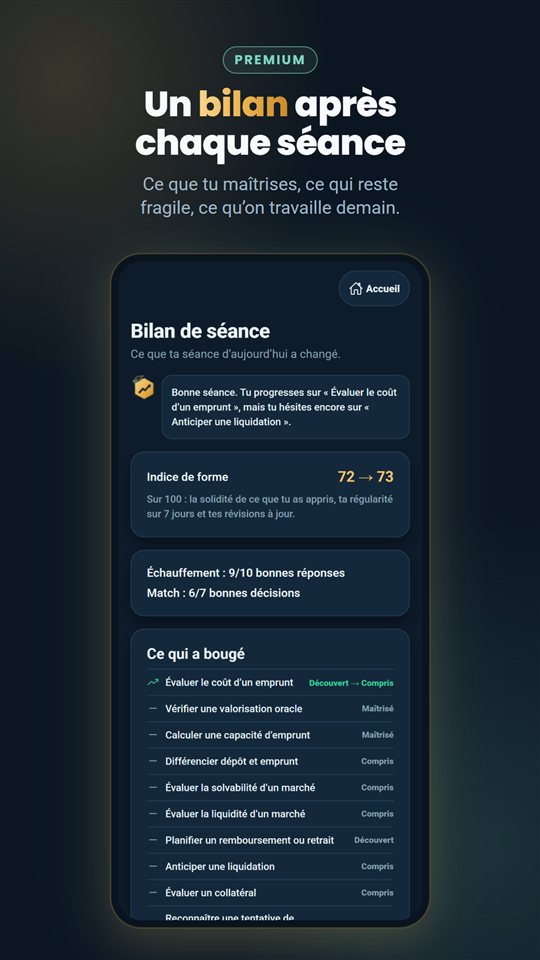 PREMIUM
Un bilan après
chaque séance
Ce que tu maîtrises, ce qui reste
fragile, ce qu’on travaille demain.
Accueil
Bilan de séance
Ce que ta séance d’aujourd’hui a changé.
Bonne séance. Tu progresses sur « Évaluer le coût
d’un emprunt », mais tu hésites encore sur «
Anticiper une liquidation ».
Indice de forme 72 → 73
Sur 100 : la solidité de ce que tu as appris, ta régularité
sur 7 jours et tes révisions à jour.
Échauffement : 9/10 bonnes réponses
Match : 6/7 bonnes décisions
Ce qui a bougé
Évaluer le coût d’un emprunt Découvert → Compris
Vérifier une valorisation oracle Maîtrisé
Calculer une capacité d’emprunt Maîtrisé
Différencier dépôt et emprunt Compris
Évaluer la solvabilité d’un marché Compris
Évaluer la liquidité d’un marché Compris
Planifier un remboursement ou retrait Découvert
Anticiper une liquidation Compris
Évaluer un collatéral Compris
Reconnaître une tentative de